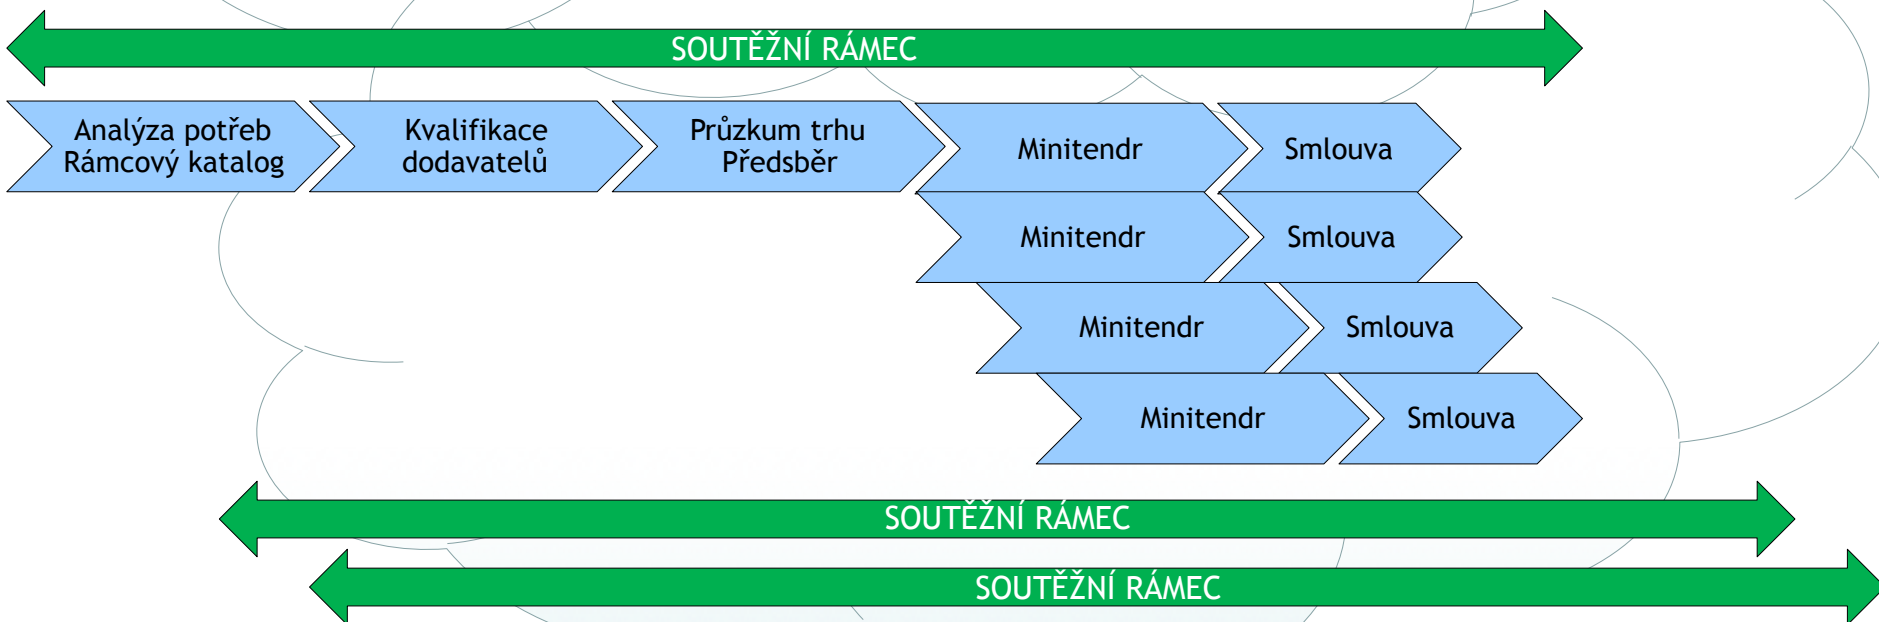 SOUTĚŽNÍ RÁMEC
Analýza potřeb
Rámcový katalog
Kvalifikace
dodavatelů
Průzkum trhu
Předsběr
Minitendr
Smlouva
Minitendr
Smlouva
Minitendr
Smlouva
Minitendr
Smlouva
SOUTĚŽNÍ RÁMEC
SOUTĚŽNÍ RÁMEC